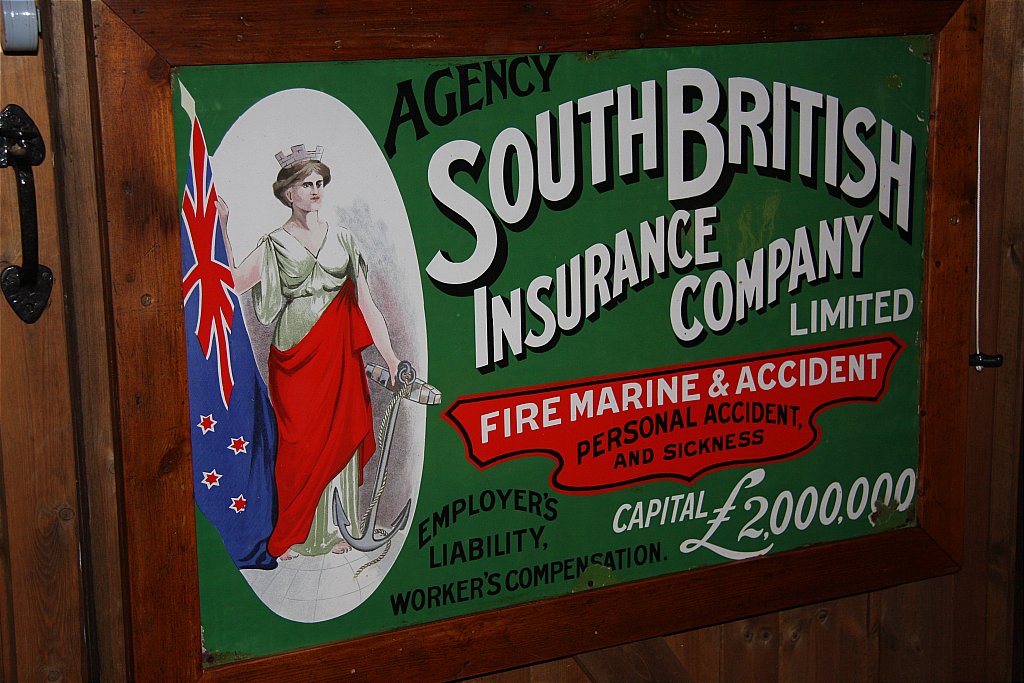 AGENCY
SOUTH BRITISH
INSURANCE
COMPANY
LIMITED
FIRE MARINE & ACCIDENT
PERSONAL ACCIDENT,
AND SICKNESS
EMPLOYER'S
LIABILITY,
WORKER'S COMPENSATION.
CAPITAL £2,000,000